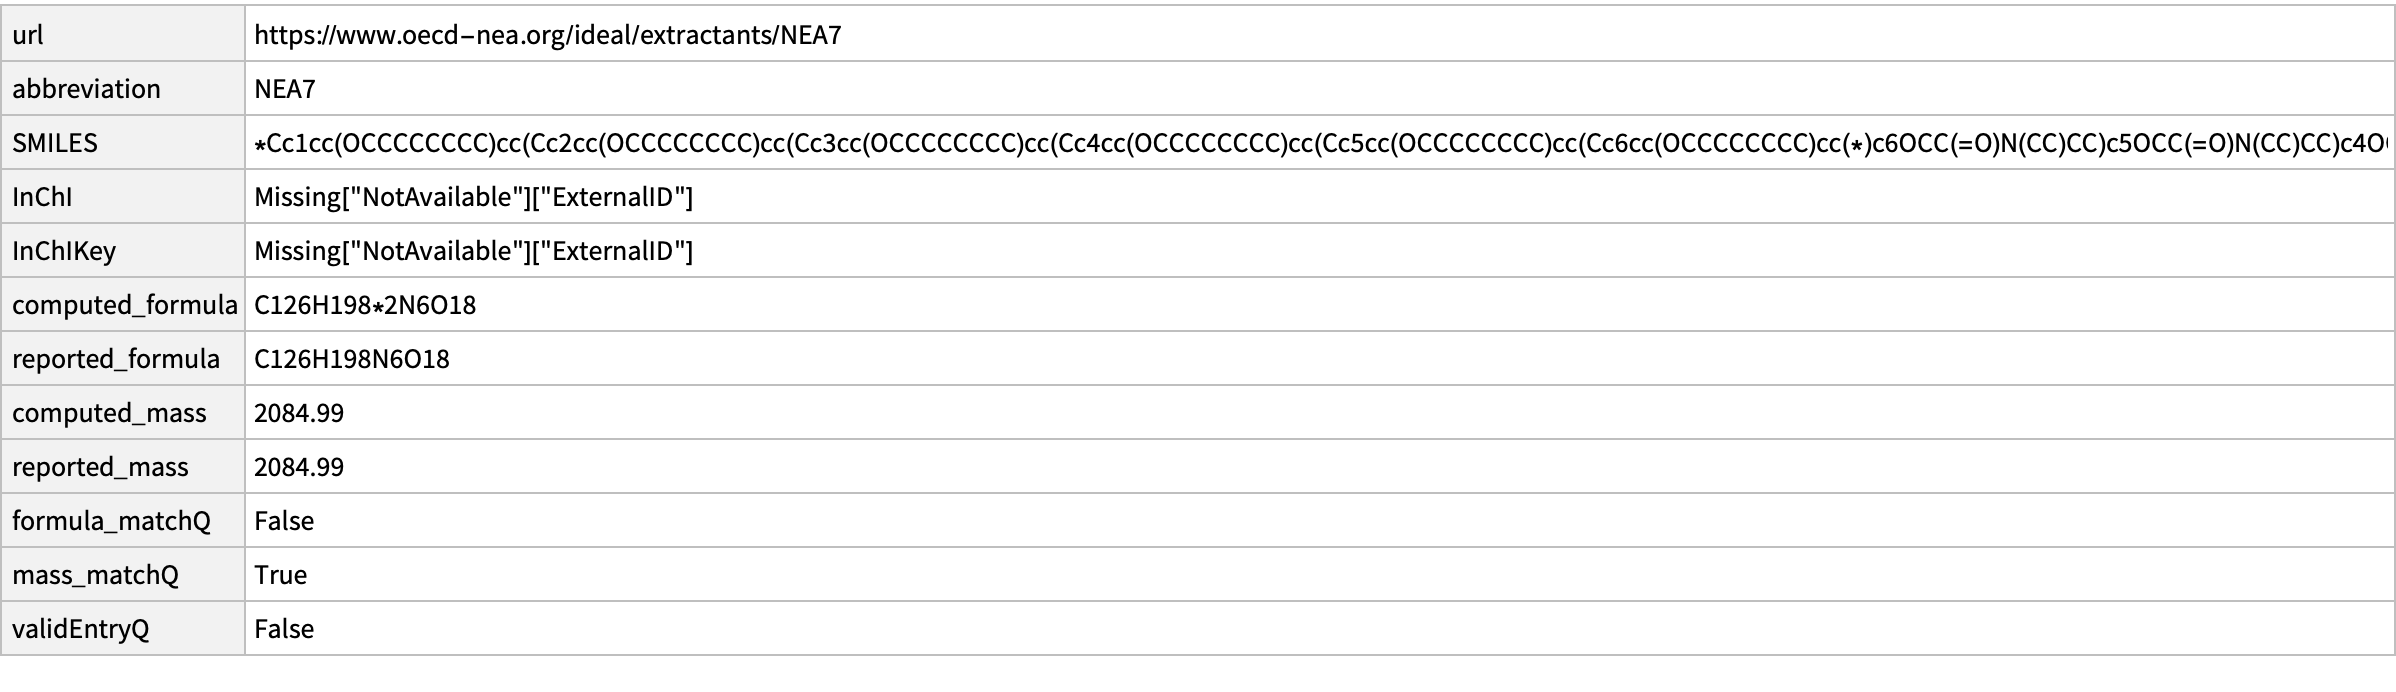 url https://www.oecd-nea.org/ideal/extractants/NEA7
abbreviation NEA7
SMILES *Cc1cc(OCCCCCCCC)cc(Cc2cc(OCCCCCCCC)cc(Cc3cc(OCCCCCCCC)cc(Cc4cc(OCCCCCCCC)cc(Cc5cc(OCCCCCCCC)cc(Cc6cc(OCCCCCCCC)cc(*)c6OCC(=O)N(CC)CC)c5OCC(=O)N(CC)CC)c4O
InChI Missing["NotAvailable"]["ExternalID"]
InChIKey Missing["NotAvailable"]["ExternalID"]
computed_formula C126H198*2N6O18
reported_formula C126H198N6O18
computed_mass 2084.99
reported_mass 2084.99
formula_matchQ False
mass_matchQ True
validEntryQ False